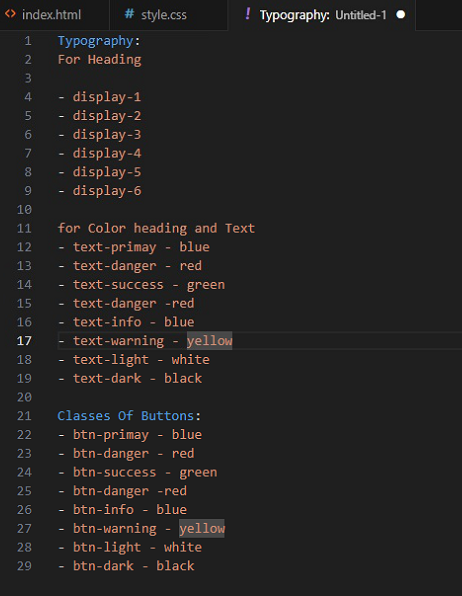 index.html style.css Typography: Untitled-1
1 Typography:
2 For Heading
3
4 - display-1
5 - display-2
6 - display-3
7 - display-4
8 - display-5
9 - display-6
10
11 for Color heading and Text
12 - text-primay - blue
13 - text-danger - red
14 - text-success - green
15 - text-danger -red
16 - text-info - blue
17 - text-warning - yellow
18 - text-light - white
19 - text-dark - black
20
21 Classes Of Buttons:
22 - btn-primay - blue
23 - btn-danger - red
24 - btn-success - green
25 - btn-danger -red
26 - btn-info - blue
27 - btn-warning - yellow
28 - btn-light - white
29 - btn-dark - black